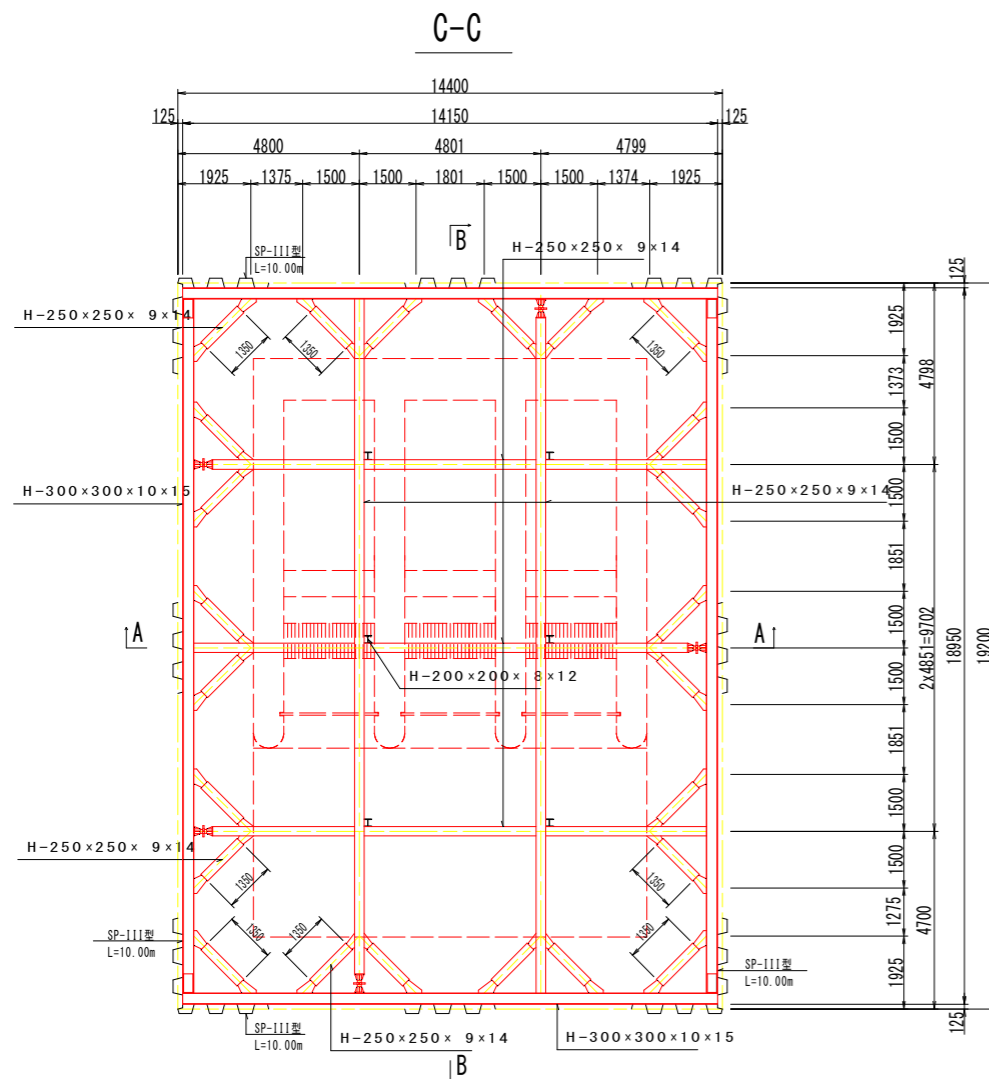 C-C
14400
125
14150
125
4800
4801
4799
1925
1375
1500
1500
1801
1500
1500
1374
1925
B
SP-III型
L=10.00m
H-250×250× 9×14
125
H-250×250× 9×14
1350
1350
1350
1925
1373
4798
1500
H-300×300×10×15
H-250×250×9×14
1500
1851
A
A
1500
2x4851=9702
18950
19200
H-200×200× 8×12
1500
1851
1500
H-250×250× 9×14
1350
1350
1500
1350
1350
1350
1275
4700
SP-III型
L=10.00m
SP-III型
L=10.00m
1925
SP-III型
L=10.00m
H-250×250× 9×14
H-300×300×10×15
125
B